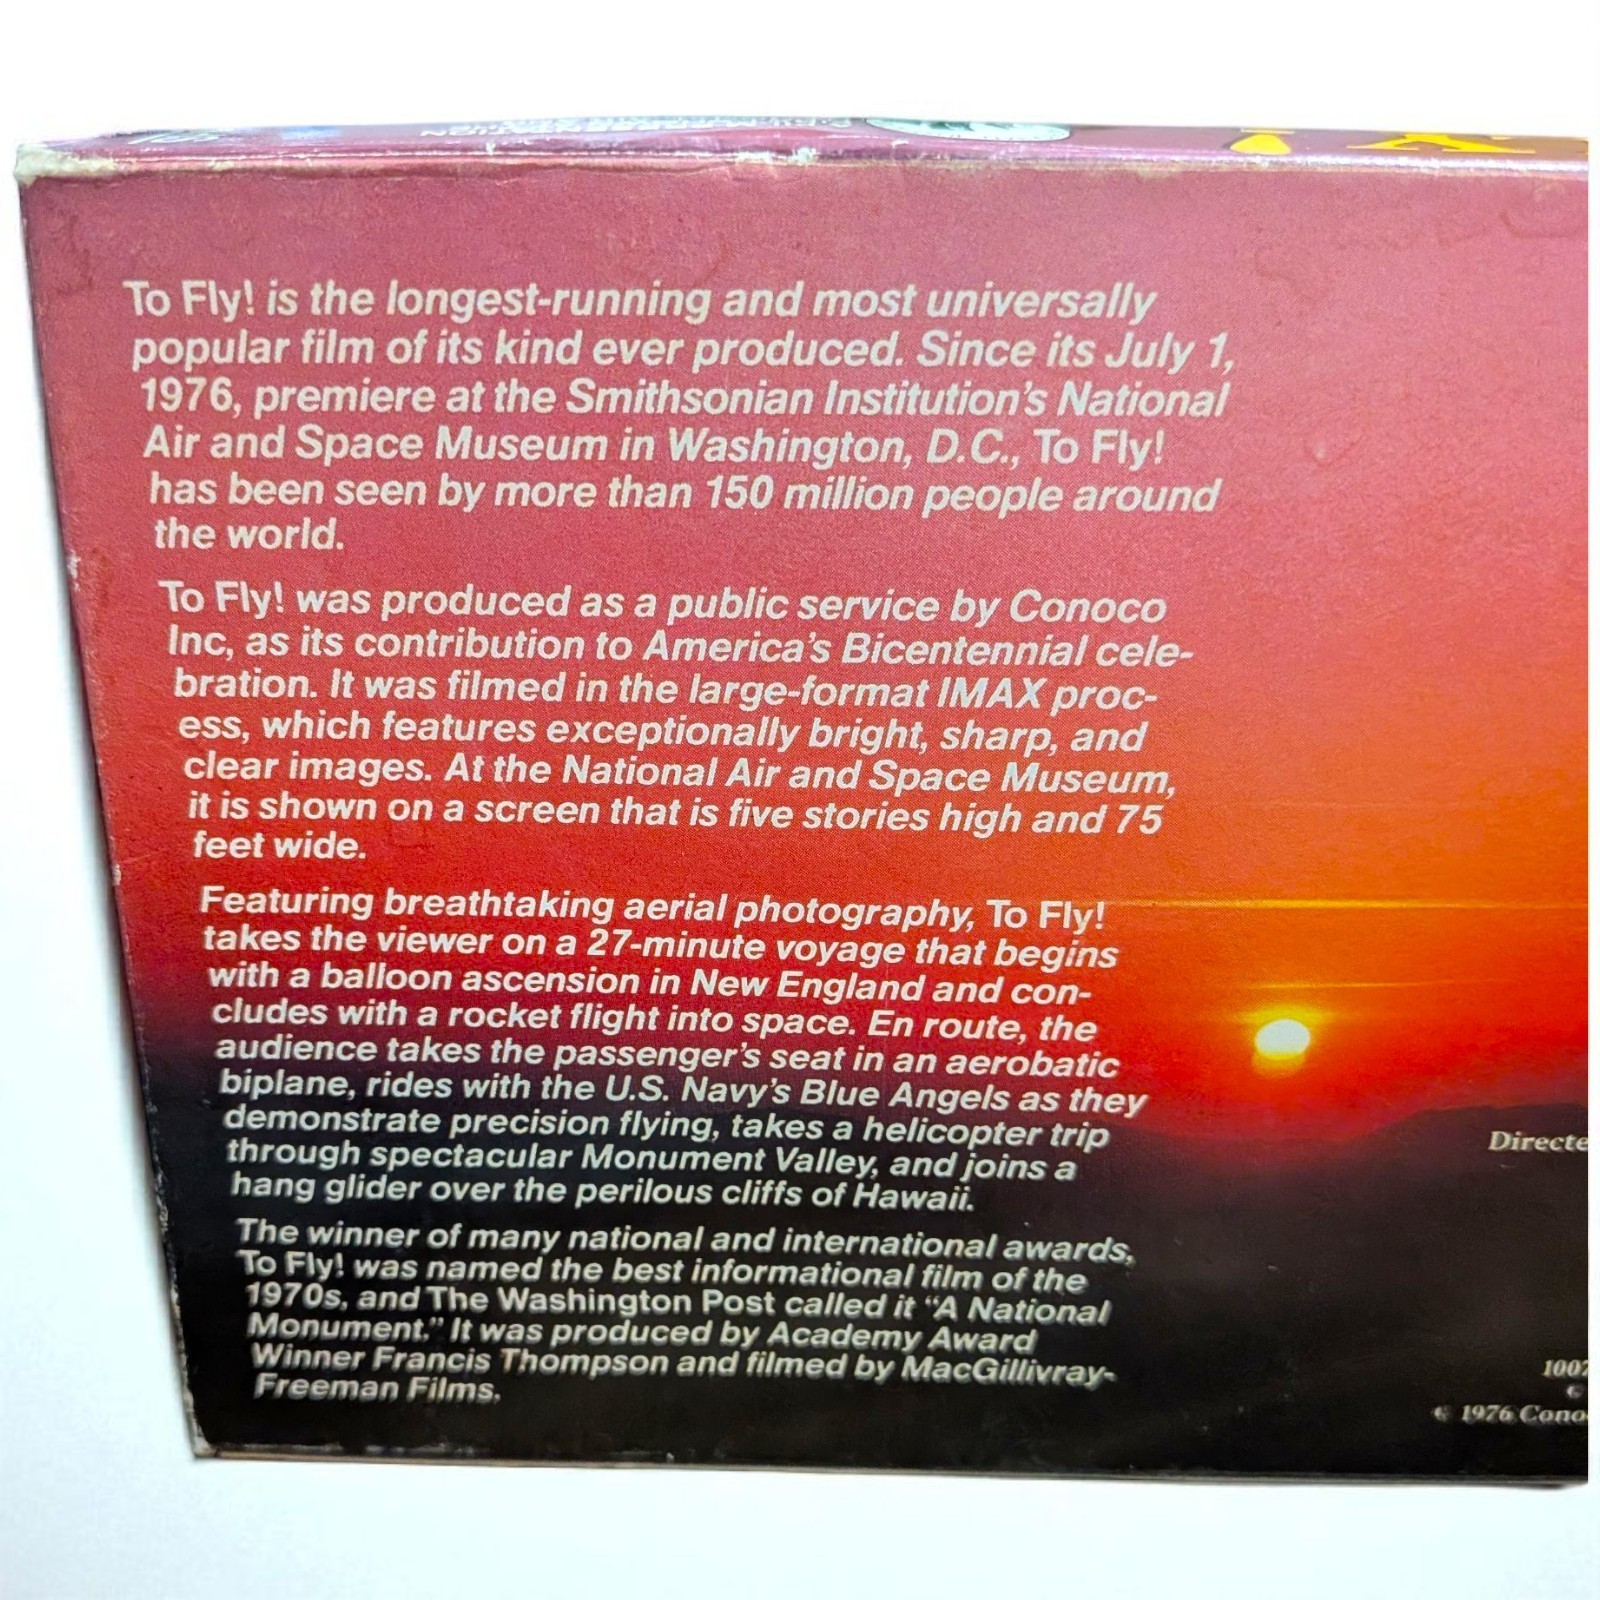 To Fly! is the longest-running and most universally
popular film of its kind ever produced. Since its July 1,
1976, premiere at the Smithsonian Institution's National
Air and Space Museum in Washington, D.C., To Fly!
has been seen by more than 150 million people around
the world.
To Fly! was produced as a public service by Conoco
Inc, as its contribution to America's Bicentennial cele-
bration. It was filmed in the large-format IMAX proc-
ess, which features exceptionally bright, sharp, and
clear images. At the National Air and Space Museum,
it is shown on a screen that is five stories high and 75
feet wide.
Featuring breathtaking aerial photography, To Fly!
takes the viewer on a 27-minute voyage that begins
with a balloon ascension in New England and con-
cludes with a rocket flight into space. En route, the
audience takes the passenger's seat in an aerobatic
biplane, rides with the U.S. Navy's Blue Angels as they
demonstrate precision flying, takes a helicopter trip
through spectacular Monument Valley, and joins a
hang glider over the perilous cliffs of Hawaii.
The winner of many national and international awards,
To Fly! was named the best informational film of the
1970s, and The Washington Post called it "A National
Monument." It was produced by Academy Award
Winner Francis Thompson and filmed by MacGillivray-
Freeman Films.
Directe
1007
©
© 1976 Cono